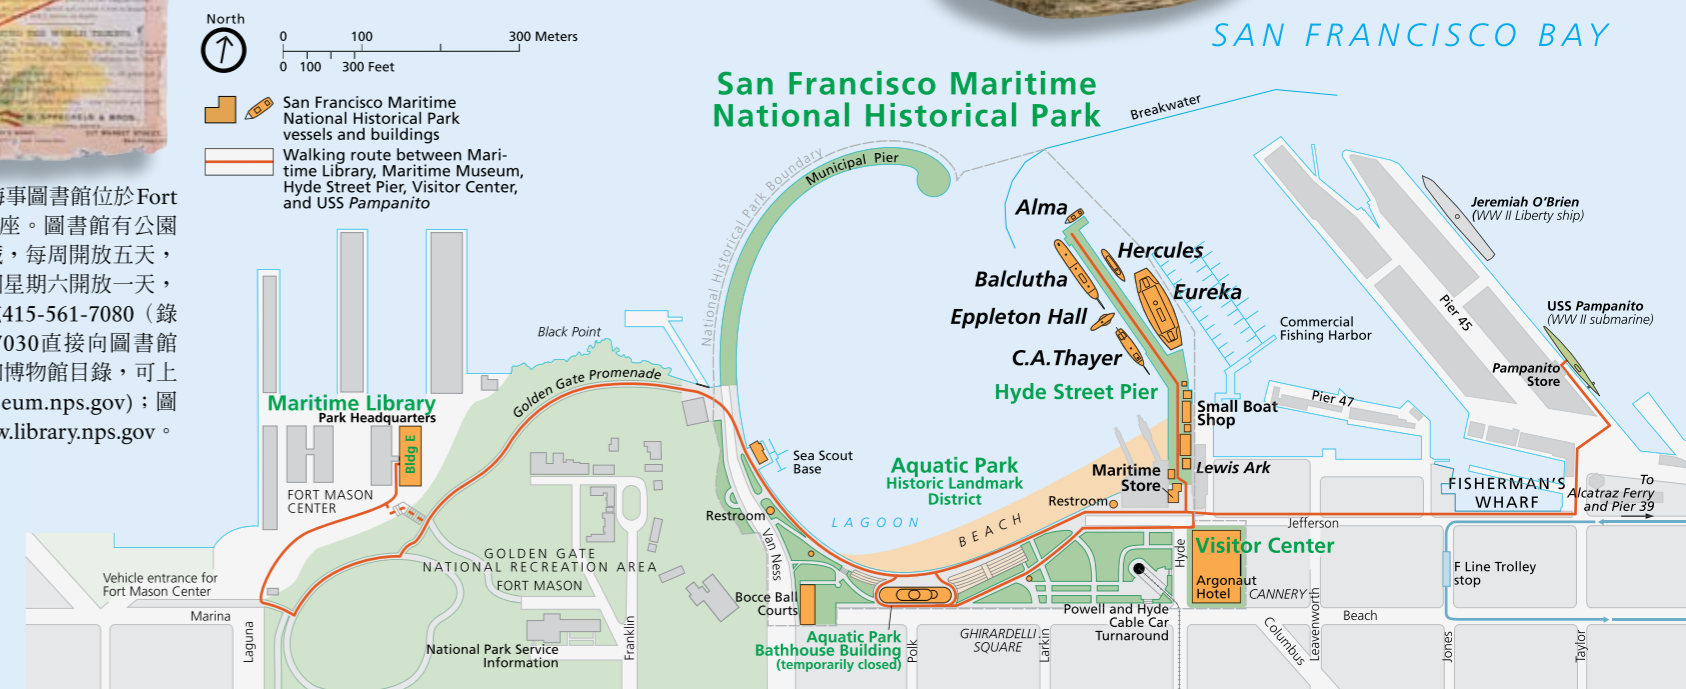 North
0 100 300 Meters
0 100 300 Feet
San Francisco Maritime
National Historical Park
vessels and buildings
Walking route between Mari-
time Library, Maritime Museum,
Hyde Street Pier, Visitor Center,
and USS Pampanito
事圖書館位於Fort
座。圖書館有公園
,每周開放五天,
星期六開放一天,
415-561-7080(錄
7030直接向圖書館
博物館目錄,可上
seum.nps.gov);圖
w.library.nps.gov。
SAN FRANCISCO BAY
San Francisco Maritime
National Historical Park
Breakwater
National Historical Park Boundary
Municipal Pier
Alma
Hercules
Balclutha
Eureka
Eppleton Hall
C.A.Thayer
Hyde Street Pier
Jeremiah O'Brien
(WW II Liberty ship)
Pier 45
USS Pampanito
(WW II submarine)
Commercial
Fishing Harbor
Pampanito
Store
Pier 47
Small Boat
Shop
Lewis Ark
Black Point
Golden Gate Promenade
Maritime Library
Park Headquarters
Bldg E
FORT MASON
CENTER
Sea Scout
Base
Aquatic Park
Historic Landmark
District
Maritime
Store
Restroom
Restroom
LAGOON
BEACH
FISHERMAN'S
WHARF
To
Alcatraz Ferry
and Pier 39
Jefferson
Visitor Center
Hyde
Van Ness
GOLDEN GATE
NATIONAL RECREATION AREA
FORT MASON
Vehicle entrance for
Fort Mason Center
Marina
Laguna
National Park Service
Information
Franklin
Bocce Ball
Courts
Aquatic Park
Bathhouse Building
(temporarily closed)
Polk
GHIRARDELLI
SQUARE
Larkin
Powell and Hyde
Cable Car
Turnaround
Argonaut
Hotel
CANNERY
Columbus
Leavenworth
Beach
F Line Trolley
stop
Jones
Taylor